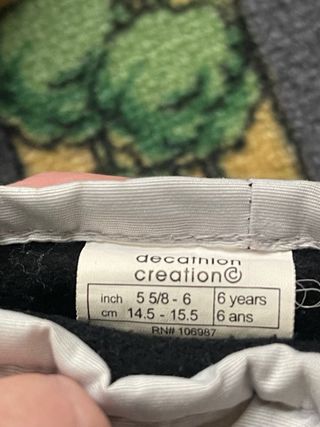 decathlon
creation©
inch 5 5/8 - 6 6 years
cm 14.5 - 15.5 6 ans
RN# 106987